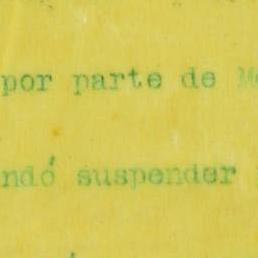 por parte de M
ndó suspender